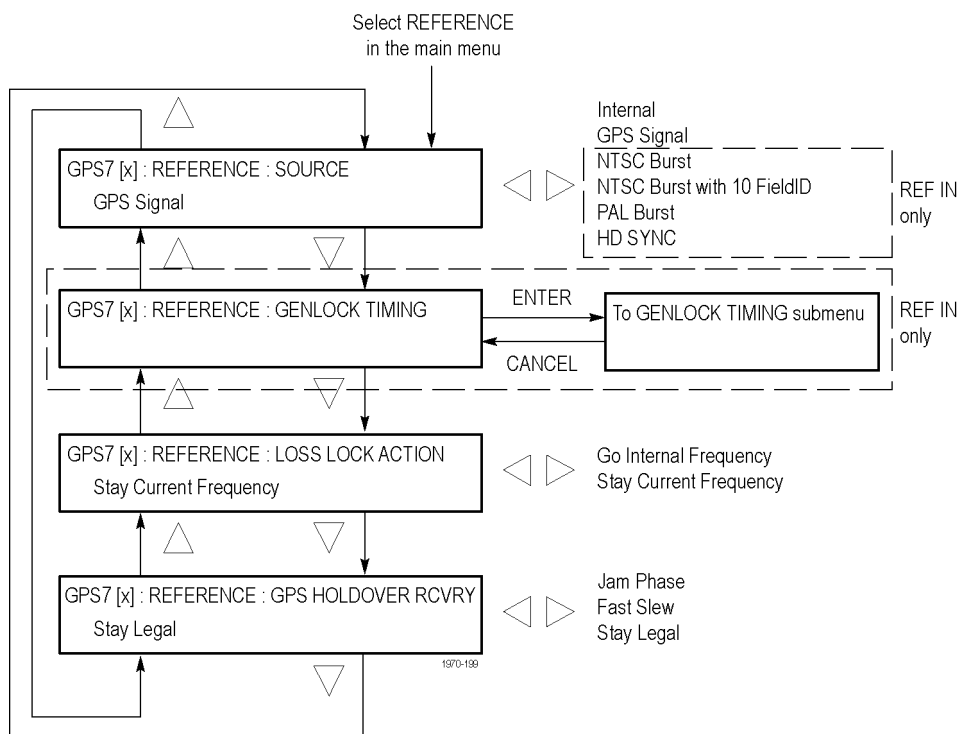 Select REFERENCE
in the main menu
Internal
GPS Signal
NTSC Burst
NTSC Burst with 10 FieldID
PAL Burst
HD SYNC
REF IN
only
GPS7 [x] : REFERENCE : SOURCE
GPS Signal
GPS7 [x] : REFERENCE : GENLOCK TIMING
ENTER
CANCEL
To GENLOCK TIMING submenu
REF IN
only
GPS7 [x] : REFERENCE : LOSS LOCK ACTION
Stay Current Frequency
Go Internal Frequency
Stay Current Frequency
GPS7 [x] : REFERENCE : GPS HOLDOVER RCVRY
Stay Legal
Jam Phase
Fast Slew
Stay Legal
1970-199